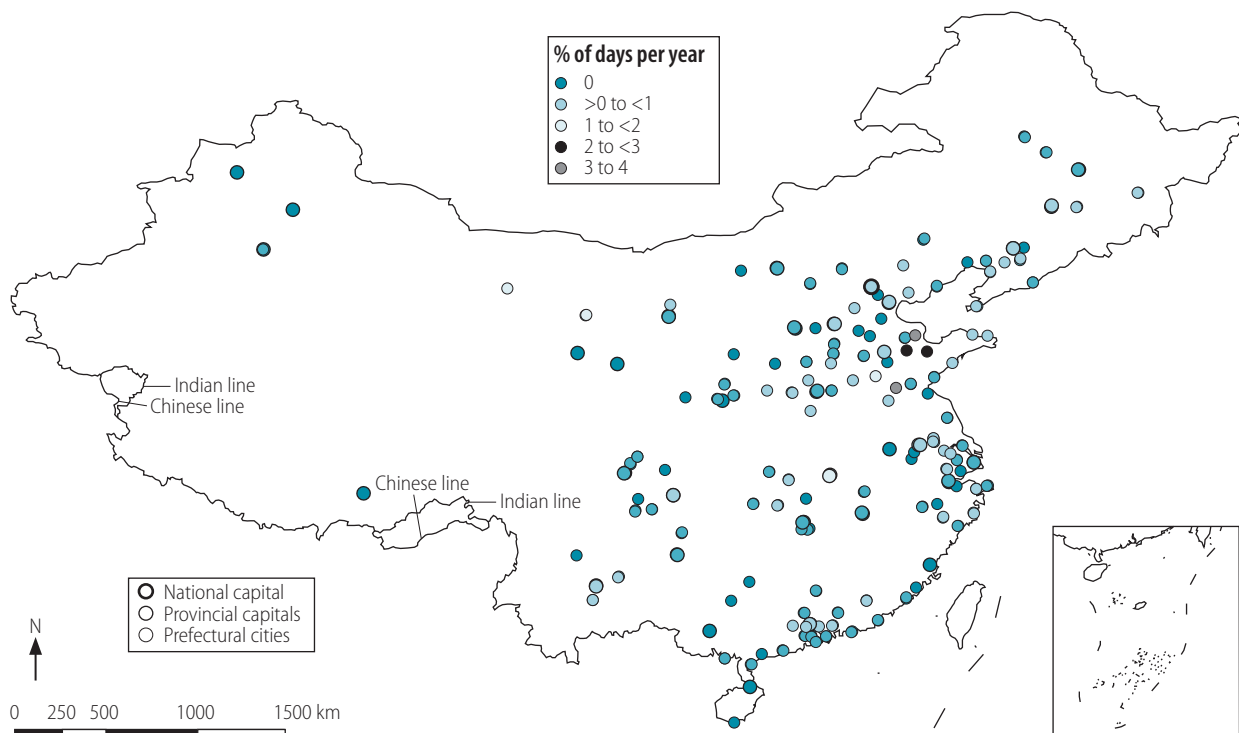 % of days per year
0
>0 to <1
1 to <2
2 to <3
3 to 4
Indian line
Chinese line
Chinese line
Indian line
National capital
Provincial capitals
Prefectural cities
N
0 250 500 1000 1500 km